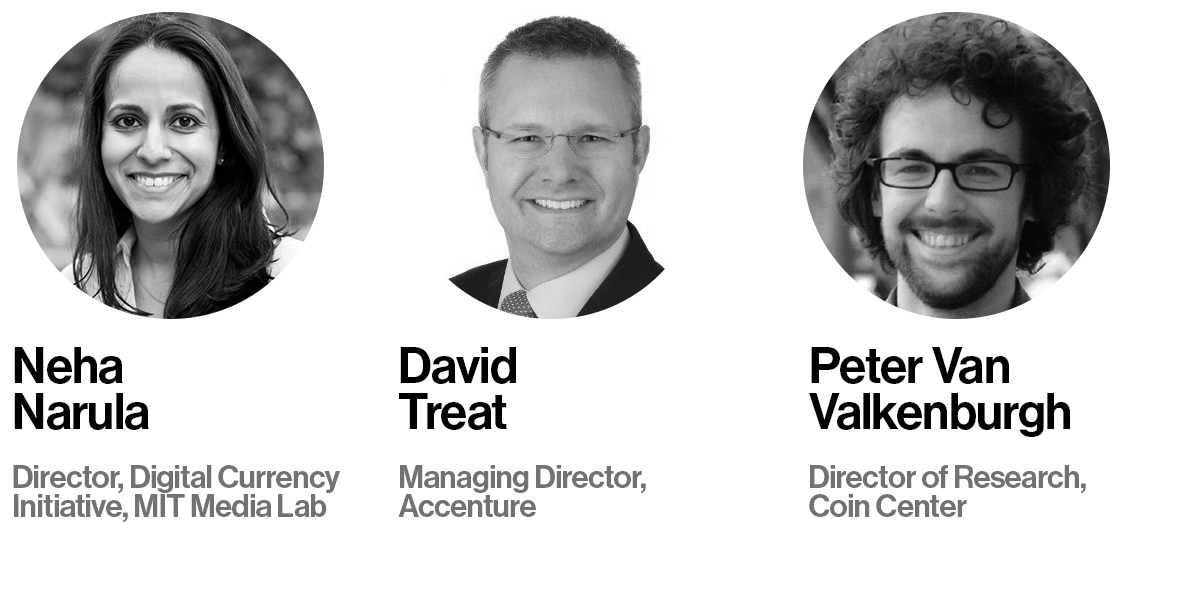 Neha
Narula
Director, Digital Currency
Initiative, MIT Media Lab
David
Treat
Managing Director,
Accenture
Peter Van
Valkenburgh
Director of Research,
Coin Center